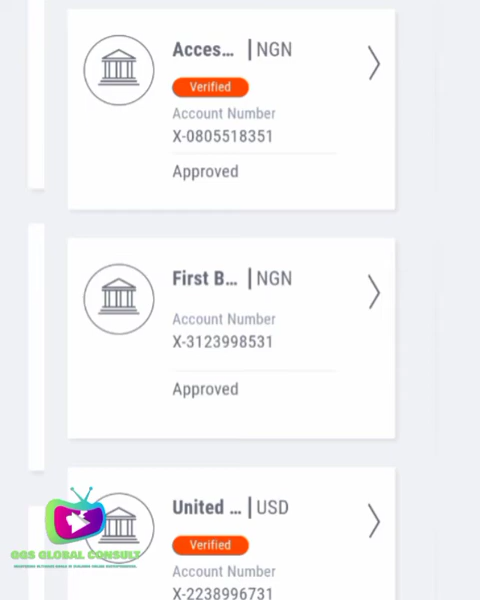 Acces... | NGN
Verified
Account Number
X-0805518351
Approved
First B... | NGN
Account Number
X-3123998531
Approved
United ... | USD
Verified
GGS GLOBAL CONSULT
Account Number
X-2238996731